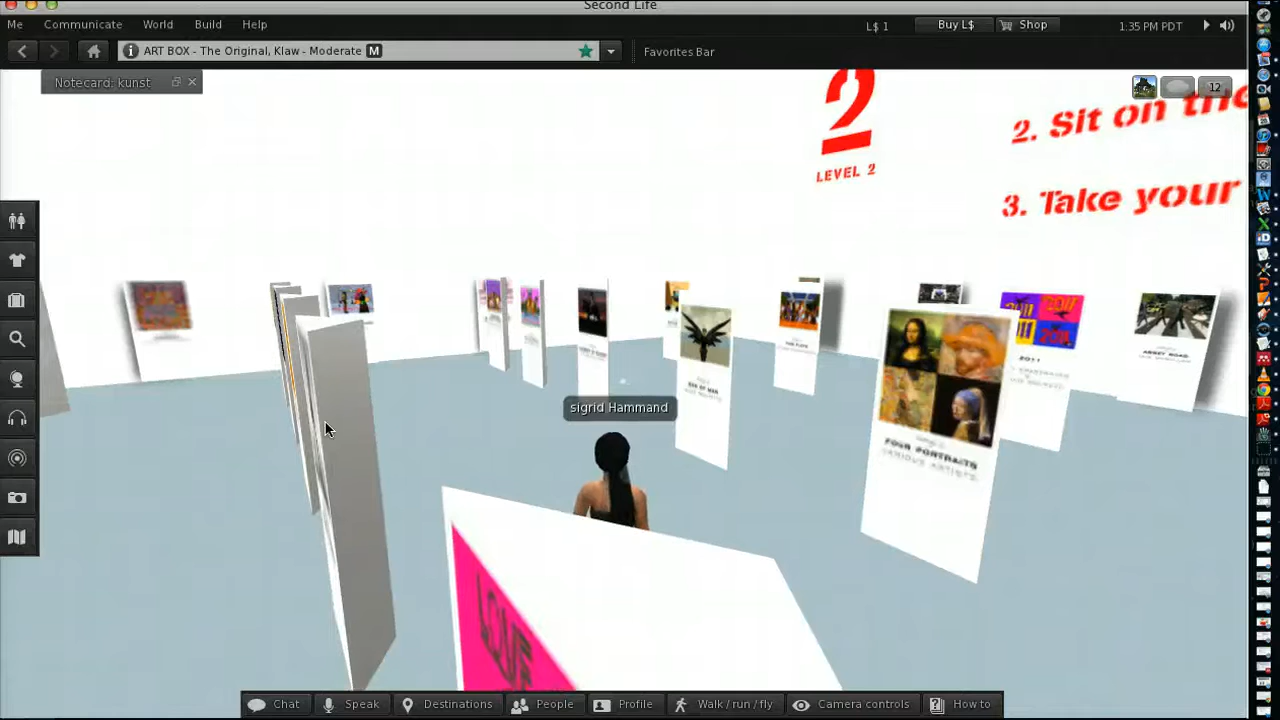 Second Life
Me Communicate World Build Help
L$ 1 Buy L$ Shop 1:35 PM PDT
ART BOX - The Original, Klaw - Moderate M
Favorites Bar
Notecard: kunst
12
2
LEVEL 2
2. Sit on the
3. Take your
2011
ABBEY ROAD
FOUR PORTRAITS
VARIOUS ARTISTS
sigrid Hammand
LOVE
Chat Speak Destinations People Profile Walk / run / fly Camera controls How to